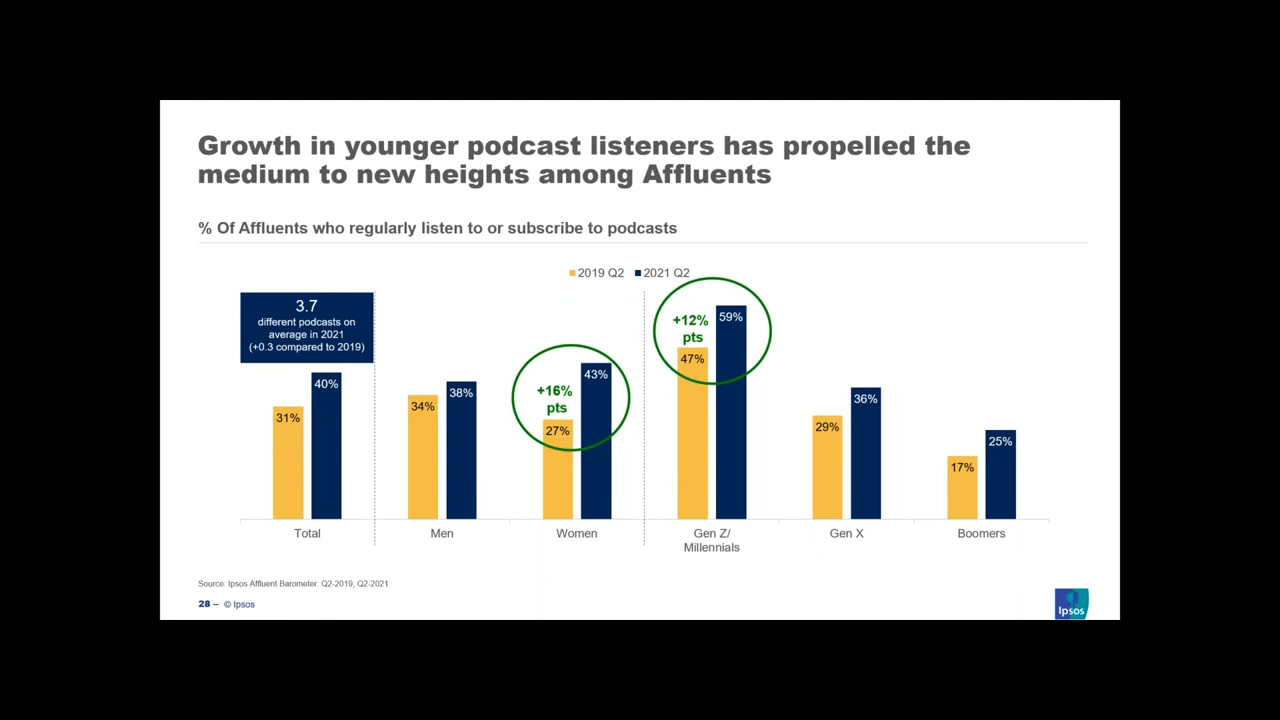 Growth in younger podcast listeners has propelled the
medium to new heights among Affluents
% Of Affluents who regularly listen to or subscribe to podcasts
2019 Q2 2021 Q2
3.7
different podcasts on
average in 2021
(+0.3 compared to 2019)
31%
40%
34%
38%
+16%
pts
27%
43%
+12%
pts
47%
59%
29%
36%
17%
25%
Total
Men
Women
Gen Z/
Millennials
Gen X
Boomers
Source: Ipsos Affluent Barometer: Q2-2019, Q2-2021
28 – © Ipsos
Ipsos